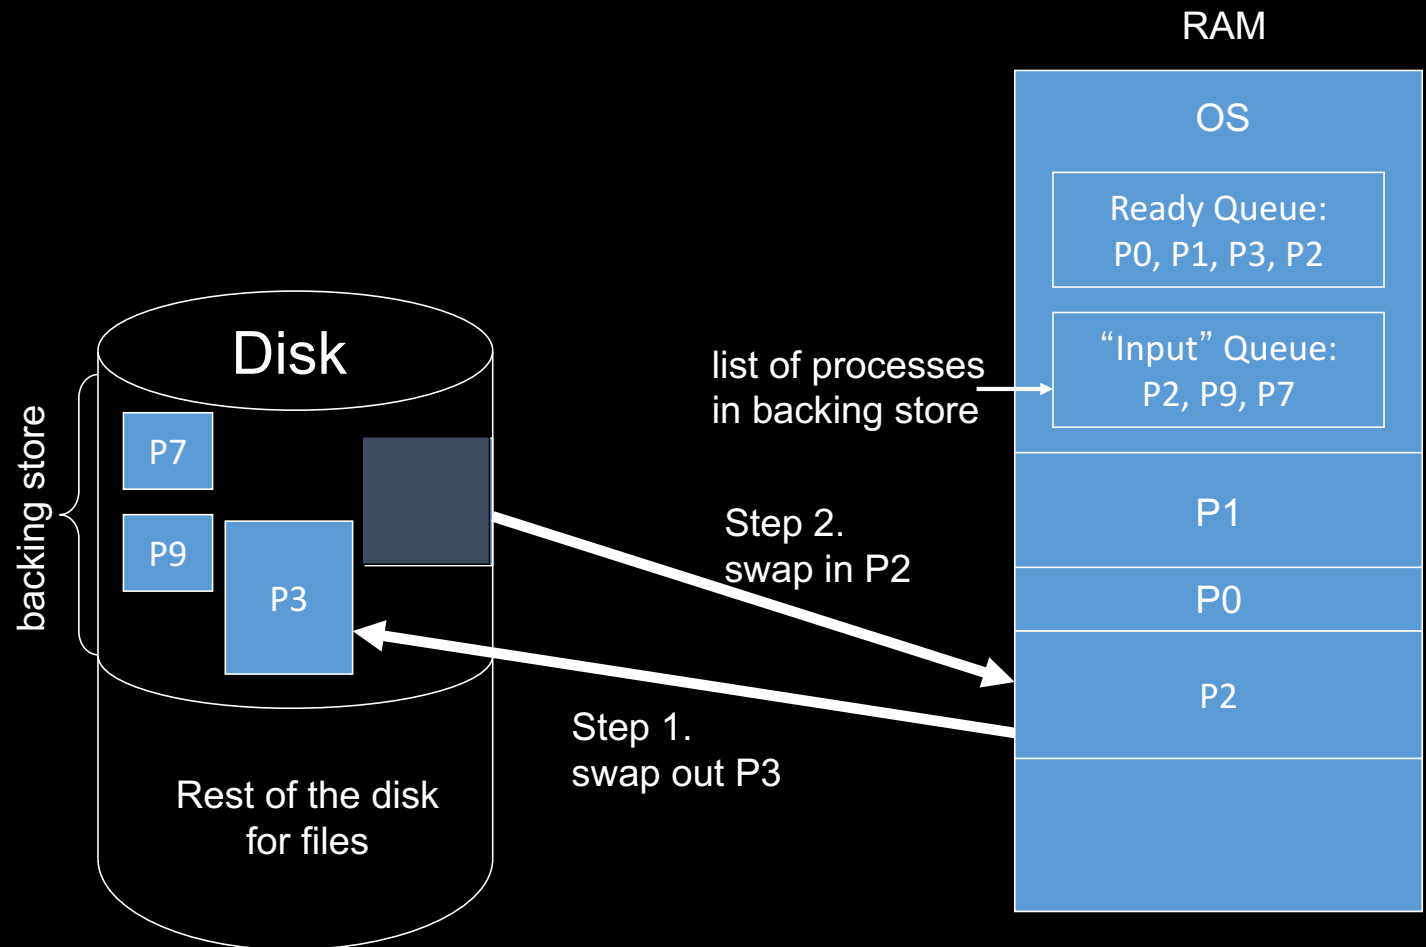 RAM
OS
Ready Queue:
P0, P1, P3, P2
“Input” Queue:
P2, P9, P7
list of processes
in backing store
P1
P0
P2
Disk
backing store
P7
P9
P3
Step 2.
swap in P2
Step 1.
swap out P3
Rest of the disk
for files